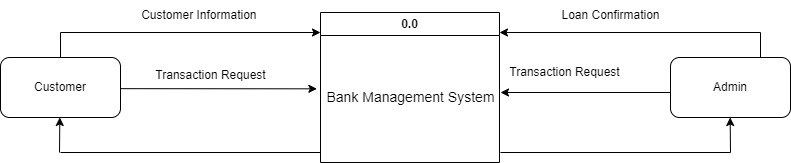 Customer Information
0.0
Loan Confirmation
Customer
Transaction Request
Bank Management System
Transaction Request
Admin